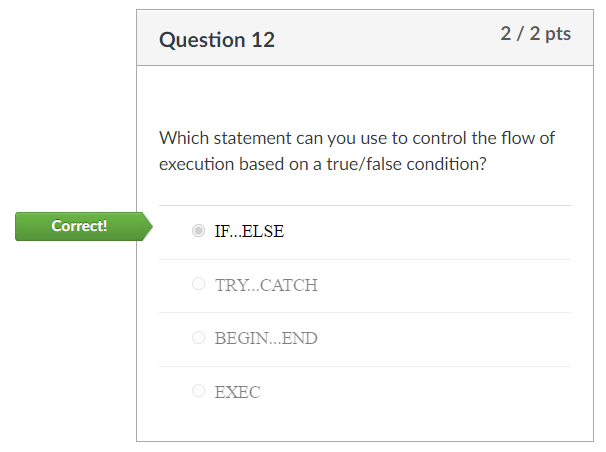 Question 12
2 / 2 pts
Which statement can you use to control the flow of
execution based on a true/false condition?
Correct!
IF...ELSE
TRY...CATCH
BEGIN...END
EXEC